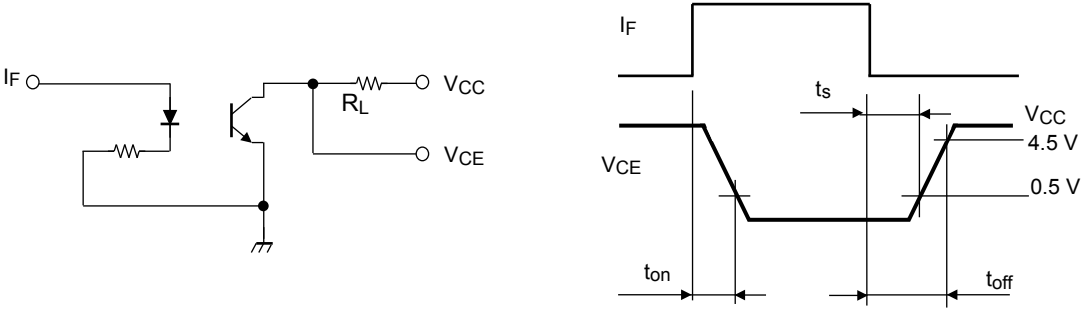 IF
RL
VCC
VCE
IF
tS
VCC
4.5 V
VCE
0.5 V
ton
toff